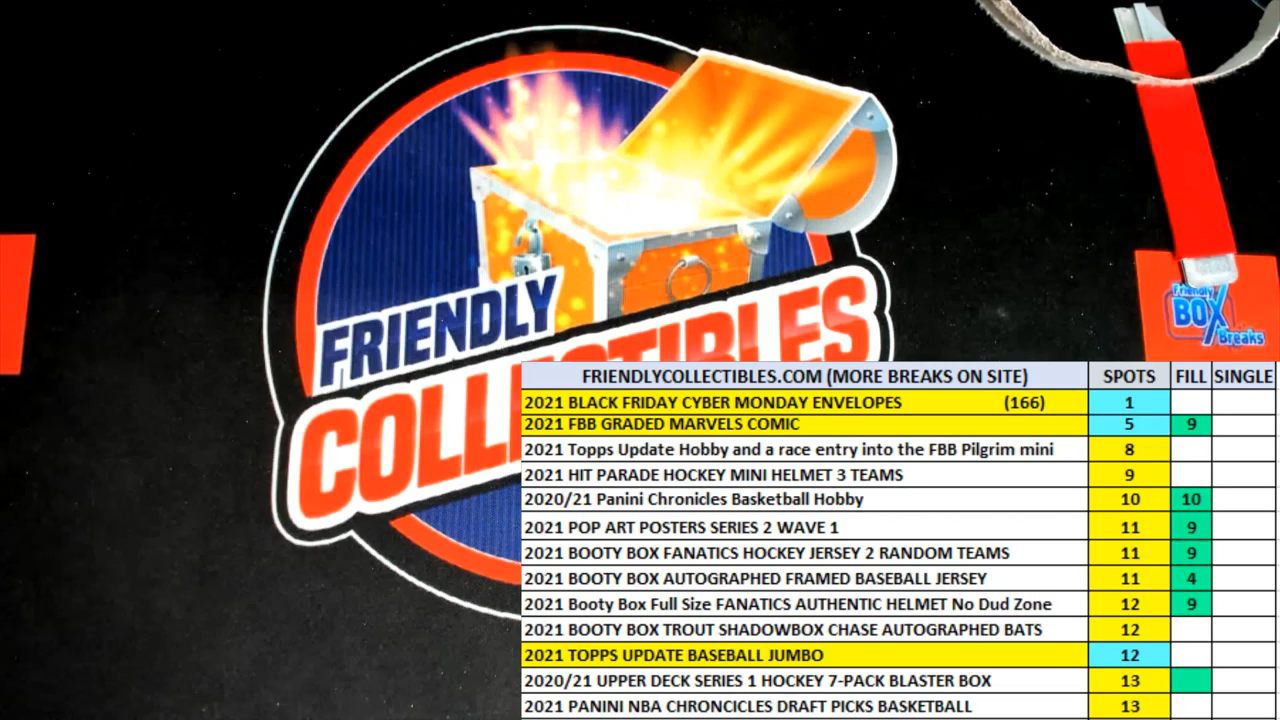 FRIENDLY
COLLECTIBLES
Friendly
BOX
Breaks
FRIENDLYCOLLECTIBLES.COM (MORE BREAKS ON SITE) SPOTS FILL SINGLE
2021 BLACK FRIDAY CYBER MONDAY ENVELOPES (166) 1
2021 FBB GRADED MARVELS COMIC 5 9
2021 Topps Update Hobby and a race entry into the FBB Pilgrim mini 8
2021 HIT PARADE HOCKEY MINI HELMET 3 TEAMS 9
2020/21 Panini Chronicles Basketball Hobby 10 10
2021 POP ART POSTERS SERIES 2 WAVE 1 11 9
2021 BOOTY BOX FANATICS HOCKEY JERSEY 2 RANDOM TEAMS 11 9
2021 BOOTY BOX AUTOGRAPHED FRAMED BASEBALL JERSEY 11 4
2021 Booty Box Full Size FANATICS AUTHENTIC HELMET No Dud Zone 12 9
2021 BOOTY BOX TROUT SHADOWBOX CHASE AUTOGRAPHED BATS 12
2021 TOPPS UPDATE BASEBALL JUMBO 12
2020/21 UPPER DECK SERIES 1 HOCKEY 7-PACK BLASTER BOX 13
2021 PANINI NBA CHRONCICLES DRAFT PICKS BASKETBALL 13